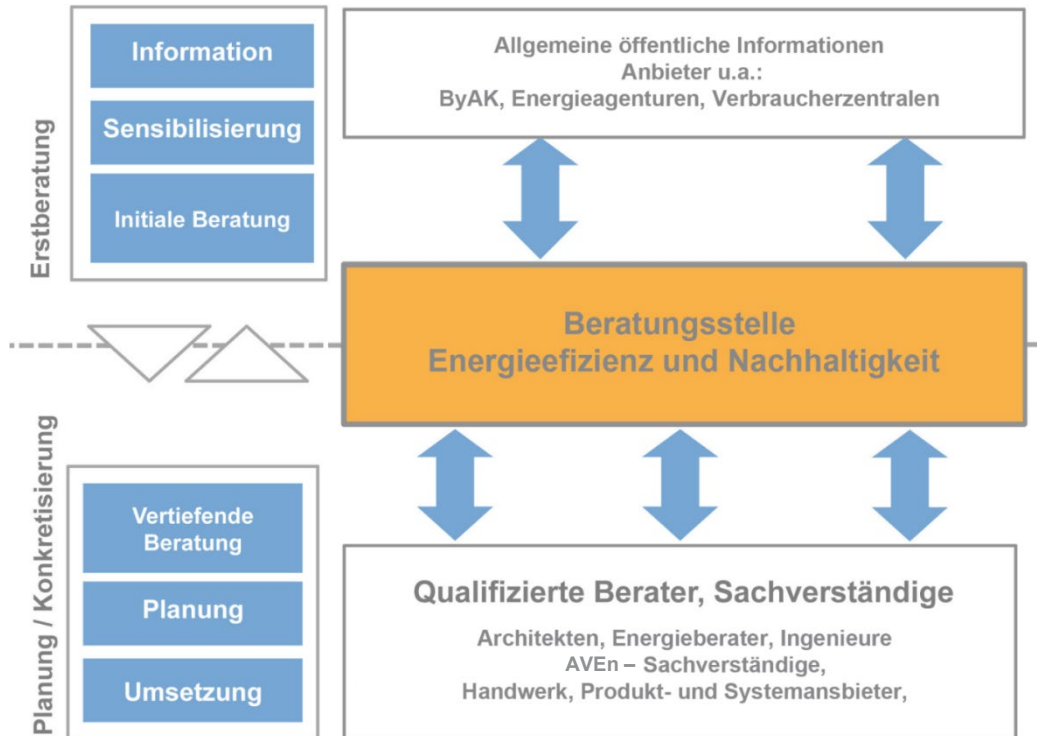 Erstberatung
Information
Sensibilisierung
Initiale Beratung
Allgemeine öffentliche Informationen
Anbieter u.a.:
ByAK, Energieagenturen, Verbraucherzentralen
Beratungsstelle
Energieefizienz und Nachhaltigkeit
Planung / Konkretisierung
Vertiefende
Beratung
Planung
Umsetzung
Qualifizierte Berater, Sachverständige
Architekten, Energieberater, Ingenieure
AVEn – Sachverständige,
Handwerk, Produkt- und Systemansbieter,